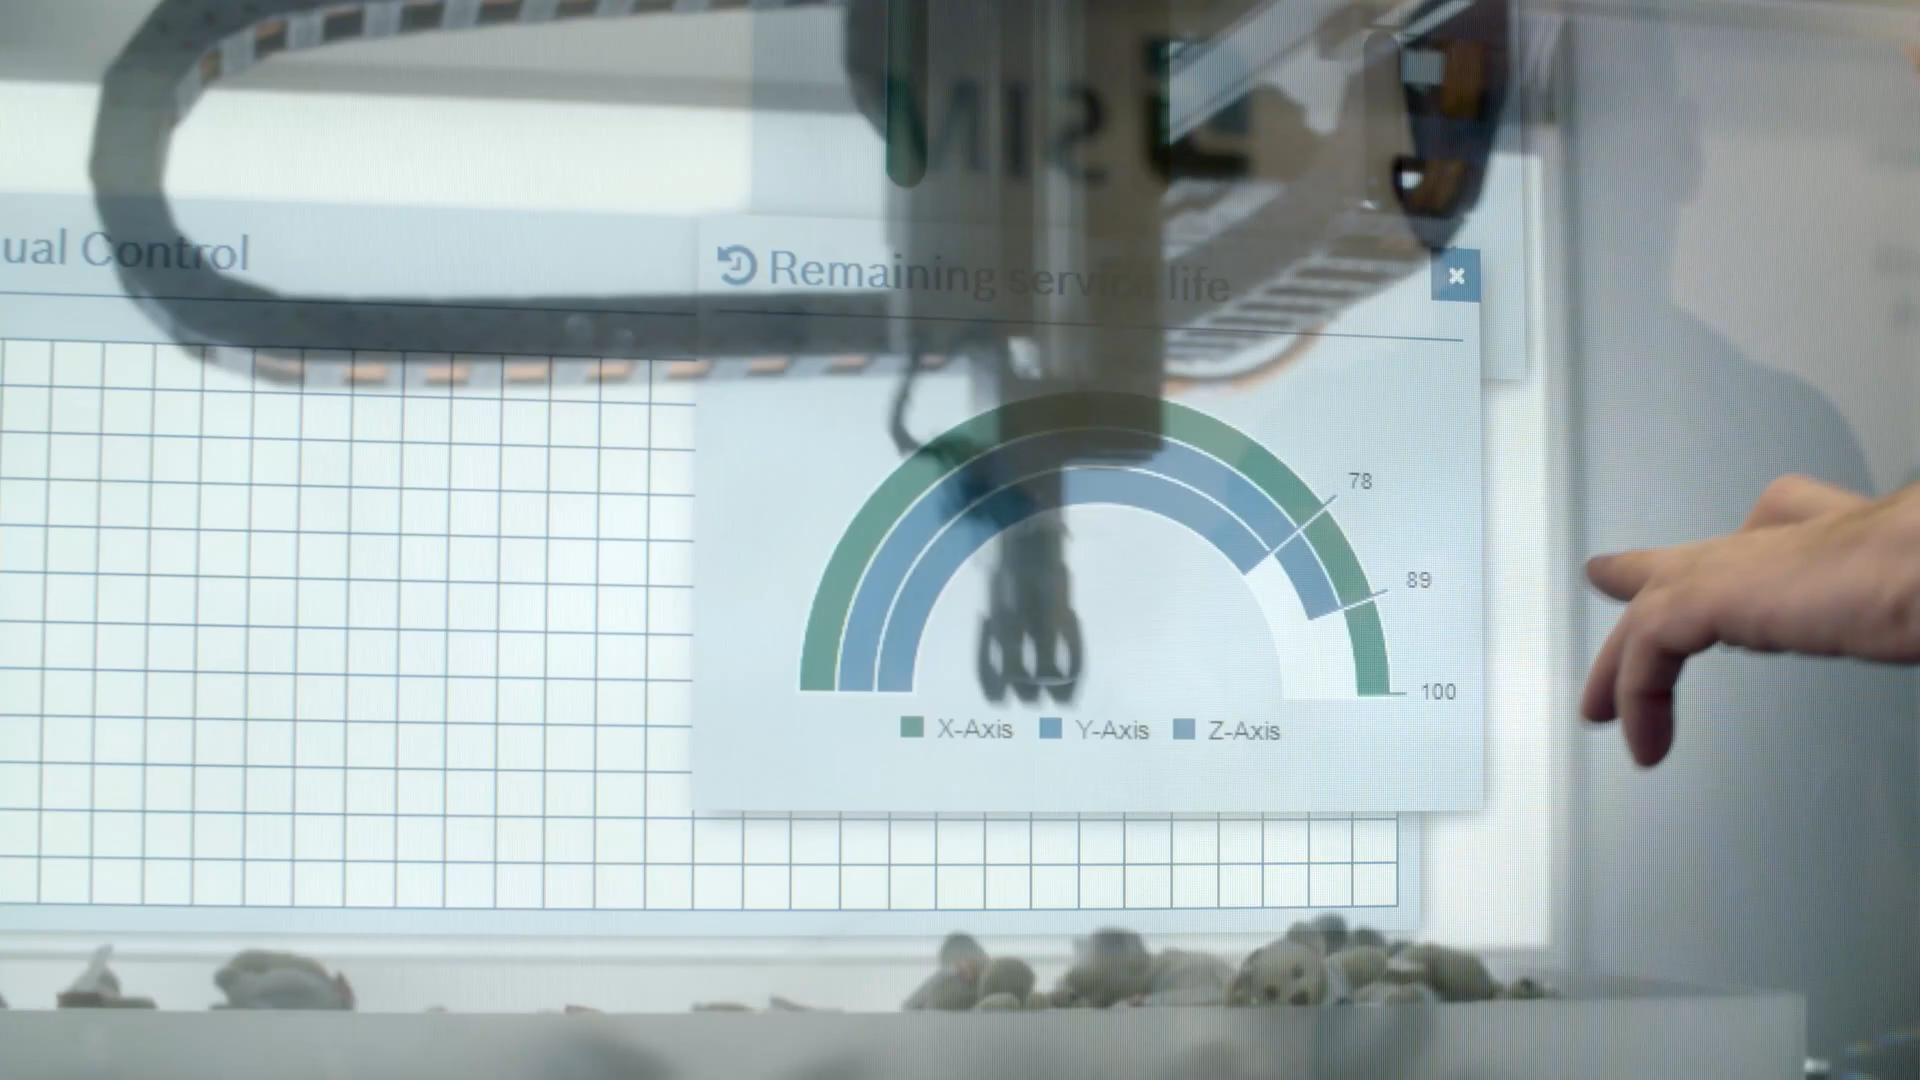 ual Control
Remaining service life
78
89
100
X-Axis Y-Axis Z-Axis